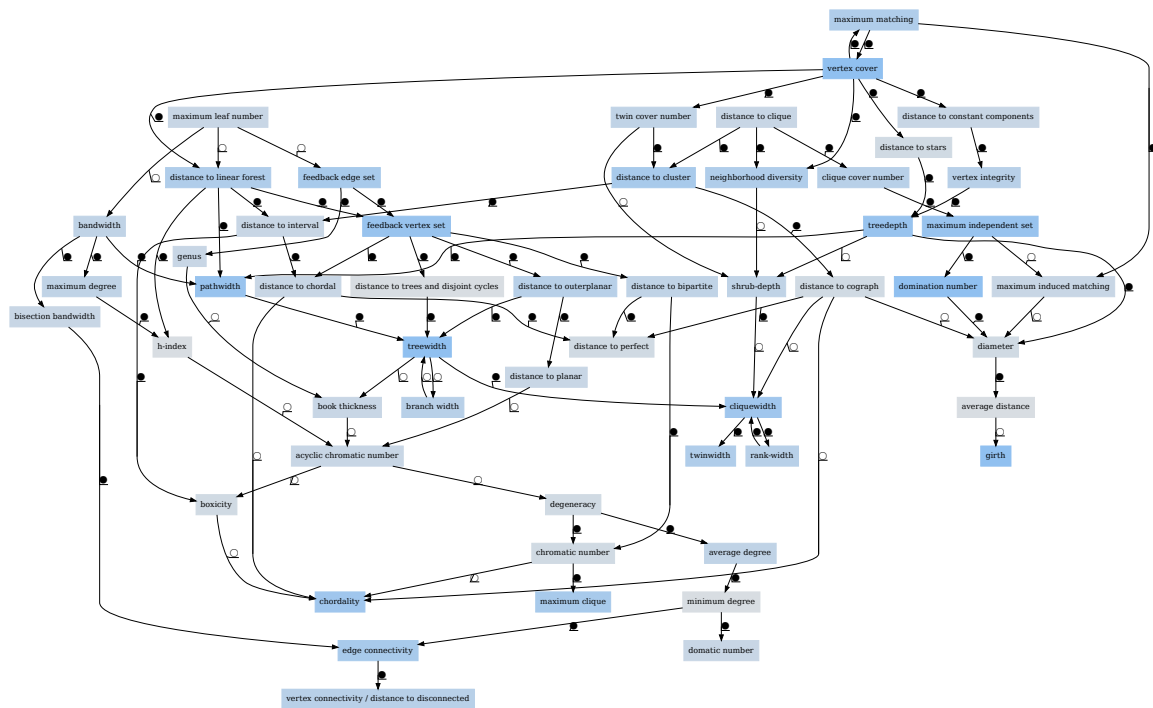 maximum matching
vertex cover
maximum leaf number
twin cover number
distance to clique
distance to constant components
distance to stars
distance to linear forest
feedback edge set
distance to cluster
neighborhood diversity
clique cover number
vertex integrity
bandwidth
distance to interval
feedback vertex set
treedepth
maximum independent set
genus
maximum degree
pathwidth
distance to chordal
distance to trees and disjoint cycles
distance to outerplanar
distance to bipartite
shrub-depth
distance to cograph
domination number
maximum induced matching
bisection bandwidth
h-index
treewidth
distance to perfect
diameter
distance to planar
book thickness
branch width
cliquewidth
average distance
acyclic chromatic number
twinwidth
rank-width
girth
boxicity
degeneracy
chromatic number
average degree
chordality
maximum clique
minimum degree
edge connectivity
domatic number
vertex connectivity / distance to disconnected